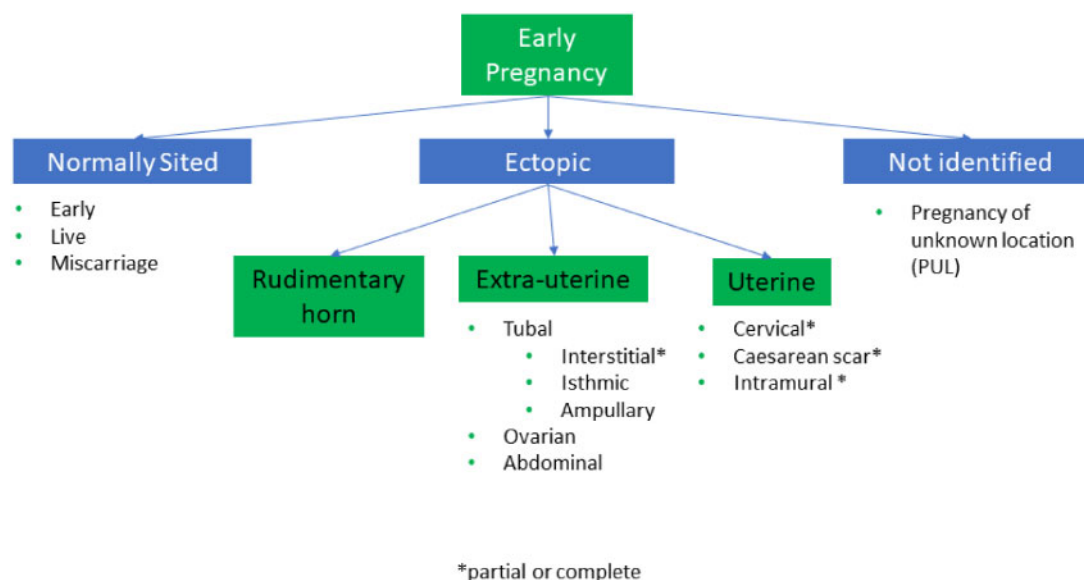 Early
Pregnancy
Normally Sited
Ectopic
Not identified
• Early
• Live
• Miscarriage
• Pregnancy of
unknown location
(PUL)
Rudimentary
horn
Extra-uterine
Uterine
• Tubal
• Interstitial*
• Isthmic
• Ampullary
• Ovarian
• Abdominal
• Cervical*
• Caesarean scar*
• Intramural *
*partial or complete